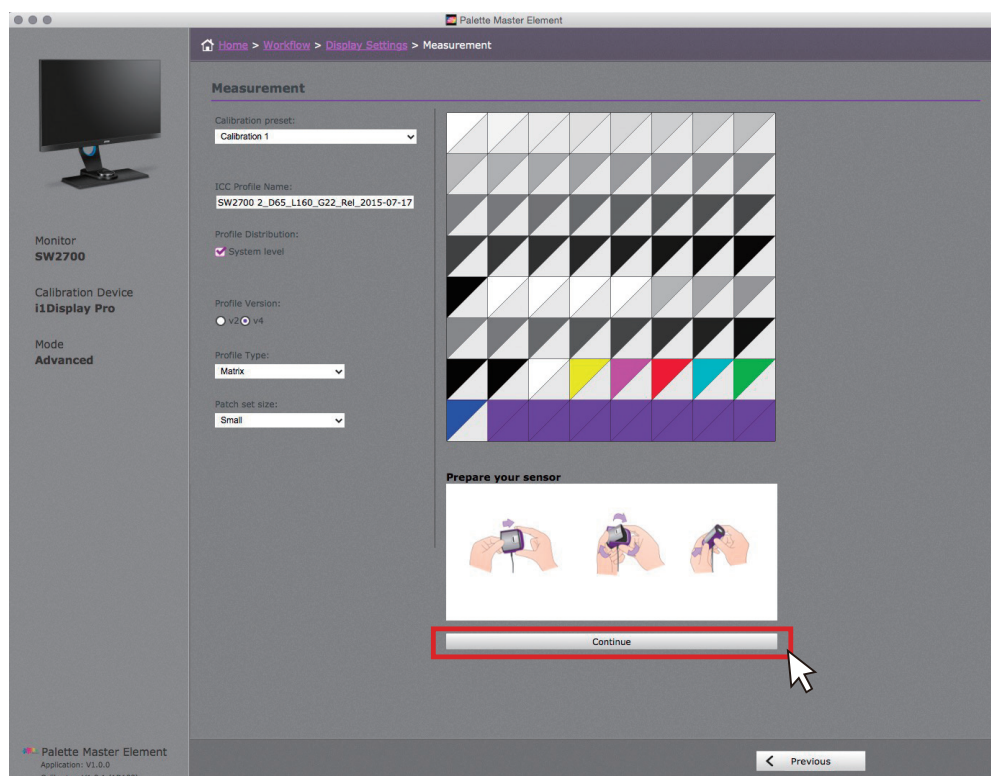 Palette Master Element
Home > Workflow > Display Settings > Measurement
Measurement
Calibration preset:
Calibration 1
ICC Profile Name:
SW2700 2_D65_L160_G22_Rel_2015-07-17
Profile Distribution:
System level
Profile Version:
v2 v4
Profile Type:
Matrix
Patch set size:
Small
Monitor
SW2700
Calibration Device
i1Display Pro
Mode
Advanced
Prepare your sensor
Continue
Palette Master Element
Application: V1.0.0
Previous